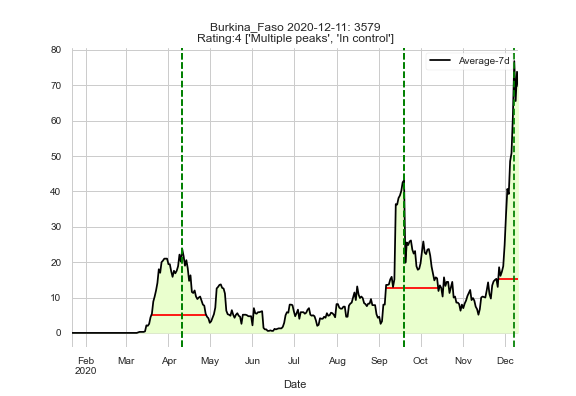 Burkina_Faso 2020-12-11: 3579
Rating:4 ['Multiple peaks', 'In control']
80
Average-7d
70
60
50
40
30
20
10
0
Feb Mar Apr May Jun Jul Aug Sep Oct Nov Dec
2020
Date